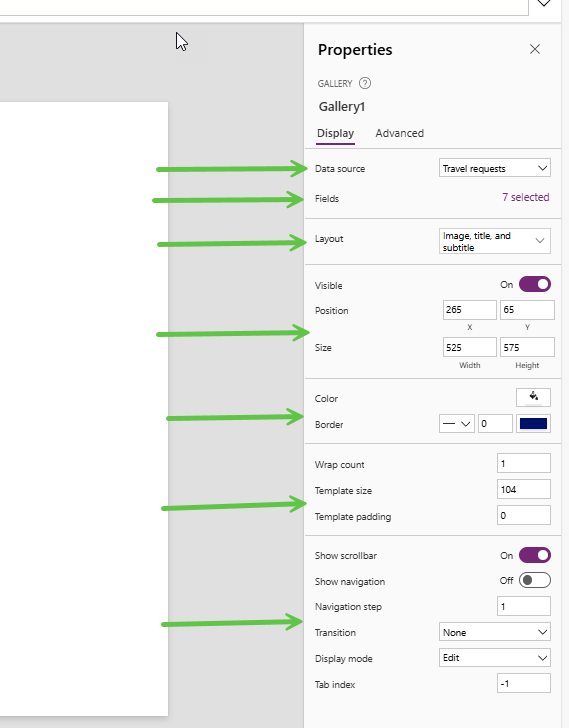 Properties
GALLERY ?
Gallery1
Display Advanced
Data source Travel requests
Fields 7 selected
Layout Image, title, and
subtitle
Visible On
Position 265 65
X Y
Size 525 575
Width Height
Color
Border 0
Wrap count 1
Template size 104
Template padding 0
Show scrollbar On
Show navigation Off
Navigation step 1
Transition None
Display mode Edit
Tab index -1